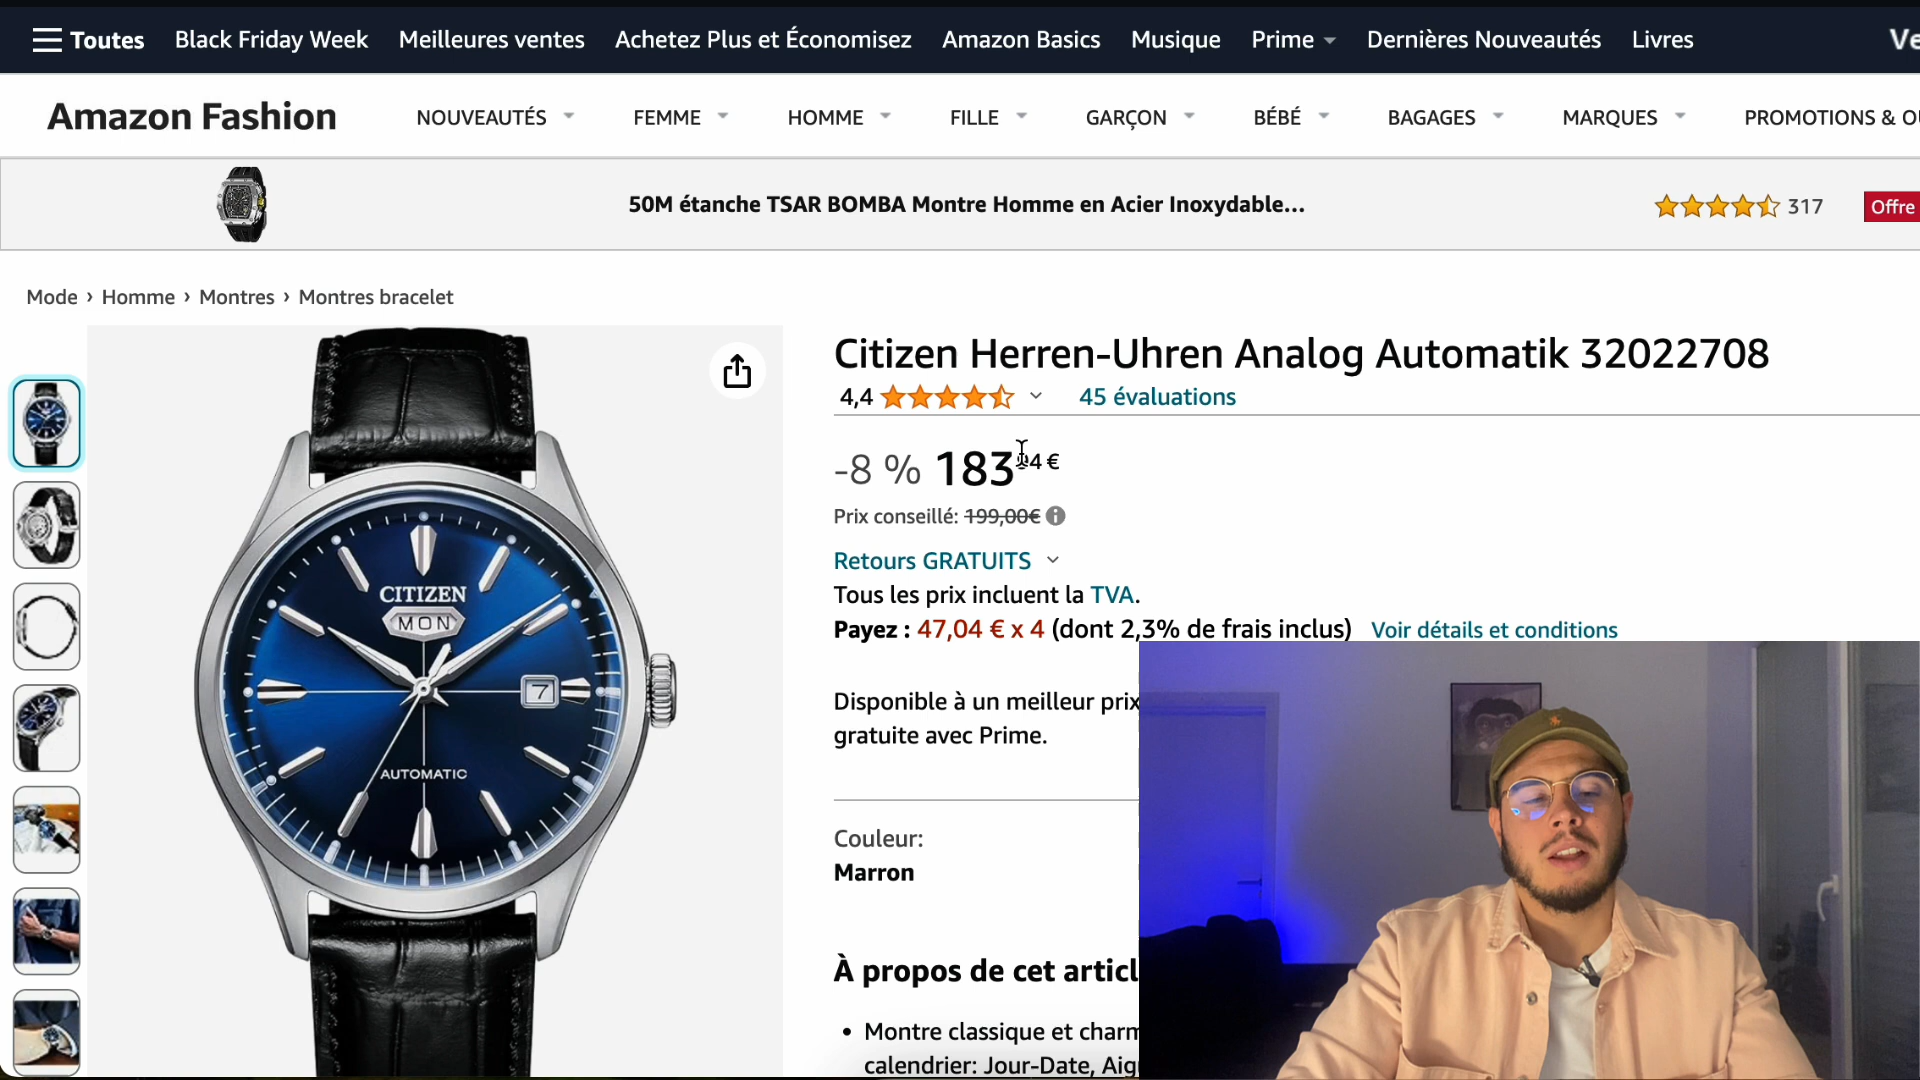 Toutes Black Friday Week Meilleures ventes Achetez Plus et Économisez Amazon Basics Musique Prime Dernières Nouveautés Livres
Amazon Fashion NOUVEAUTÉS FEMME HOMME FILLE GARÇON BÉBÉ BAGAGES MARQUES PROMOTIONS &
50M étanche TSAR BOMBA Montre Homme en Acier Inoxydable... 317 Offre
Mode › Homme › Montres › Montres bracelet
Citizen Herren-Uhren Analog Automatik 32022708
4,4 45 évaluations
-8 % 183 €
Prix conseillé: 199,00€
Retours GRATUITS
Tous les prix incluent la TVA.
Payez : 47,04 € x 4 (dont 2,3% de frais inclus) Voir détails et conditions
Disponible à un meilleur prix
gratuite avec Prime.
Couleur:
Marron
À propos de cet articl
• Montre classique et charm
calendrier: Jour-Date, Aig
CITIZEN
MON
7
AUTOMATIC